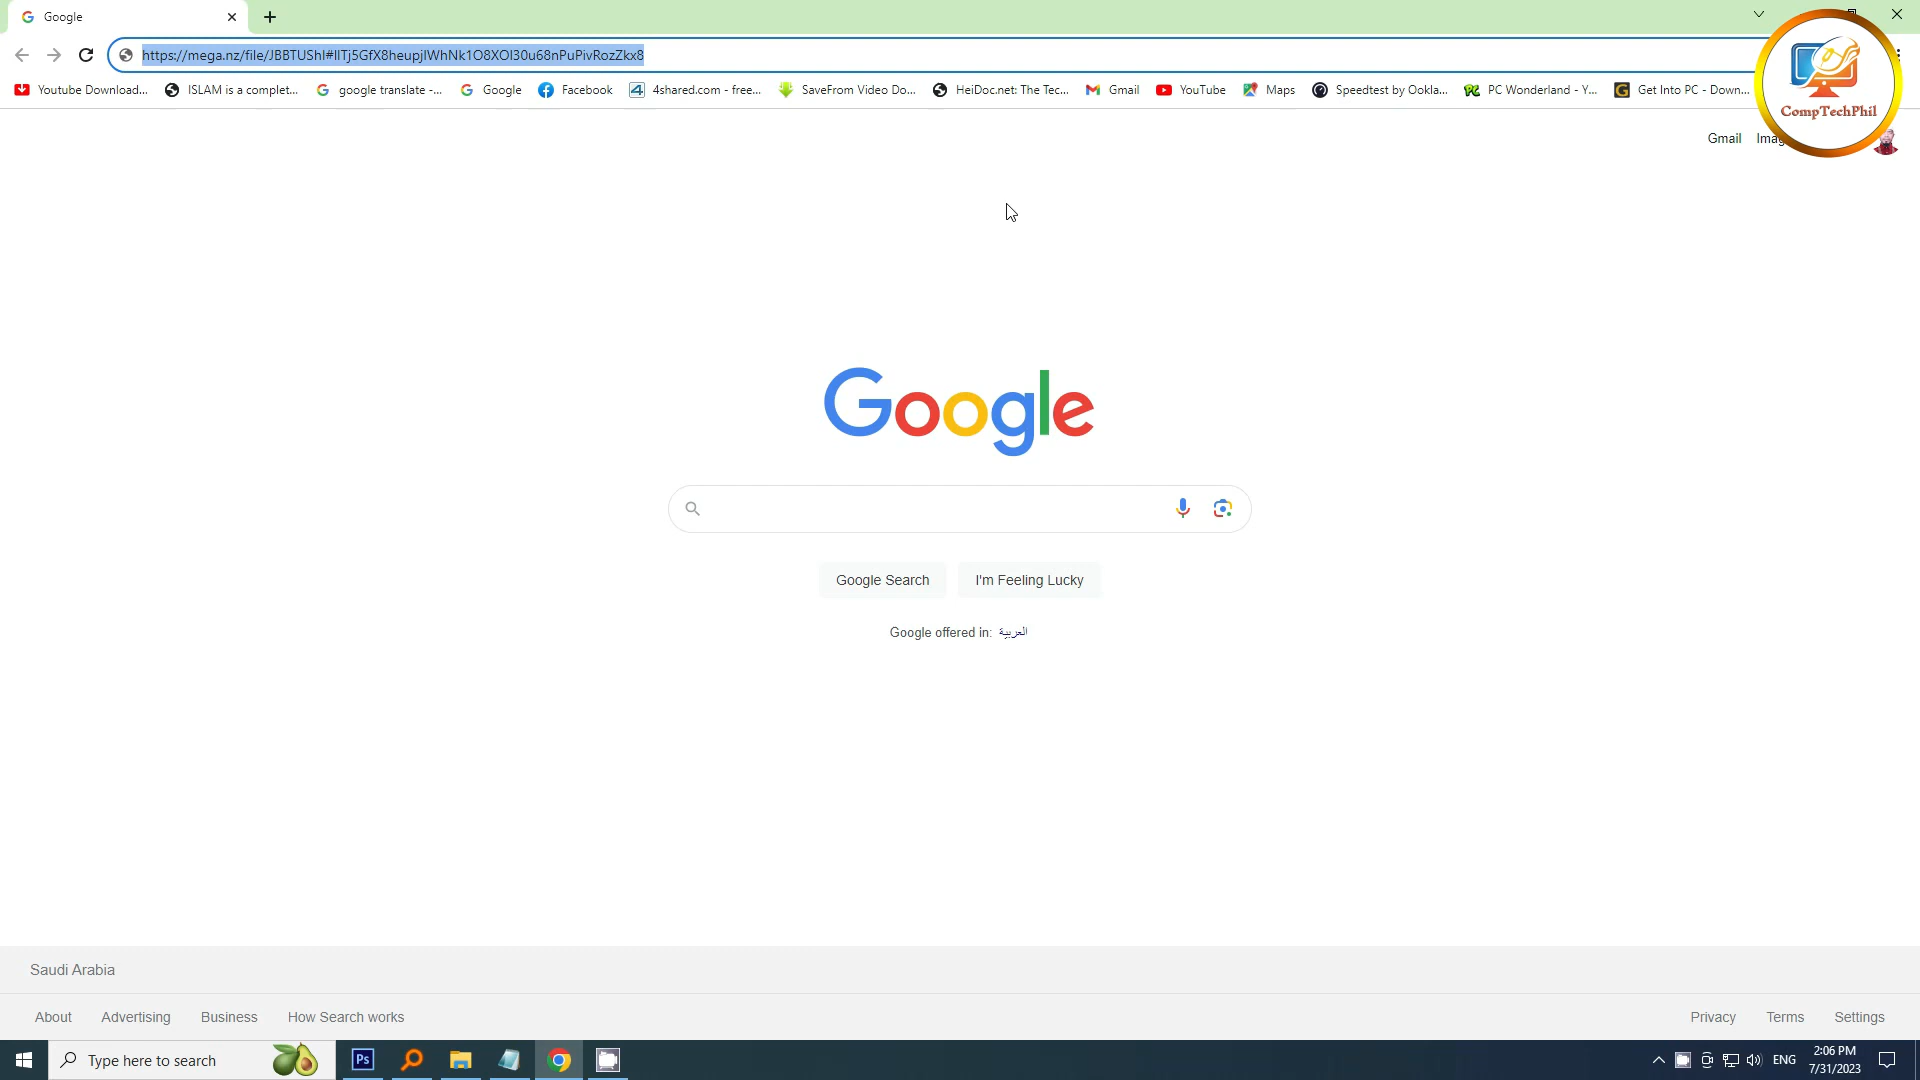 Google
https://mega.nz/file/JBBTUShI#IITj5GfX8heupjlWhNk1O8XOl30u68nPuPivRozZkx8
Youtube Download... ISLAM is a complet... google translate -... Google Facebook 4shared.com - free... SaveFrom Video Do... HeiDoc.net: The Tec... Gmail YouTube Maps Speedtest by Ookla... PC Wonderland - Y... Get Into PC - Down...
CompTechPhil
Gmail
Google
Google Search I'm Feeling Lucky
Google offered in: العربية
Saudi Arabia
About Advertising Business How Search works Privacy Terms Settings
Type here to search Ps ENG 2:06 PM
7/31/2023